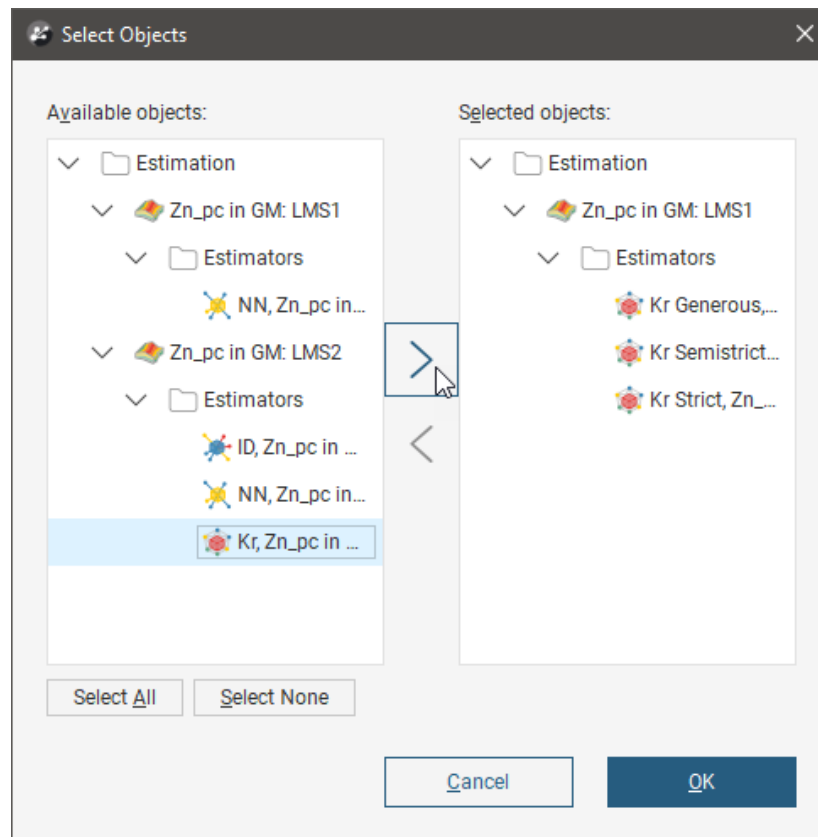 Select Objects
Available objects:
Estimation
Zn_pc in GM: LMS1
Estimators
NN, Zn_pc in...
Zn_pc in GM: LMS2
Estimators
ID, Zn_pc in ...
NN, Zn_pc in...
Kr, Zn_pc in ...
Select All
Select None
Selected objects:
Estimation
Zn_pc in GM: LMS1
Estimators
Kr Generous,...
Kr Semistrict...
Kr Strict, Zn_...
Cancel
OK